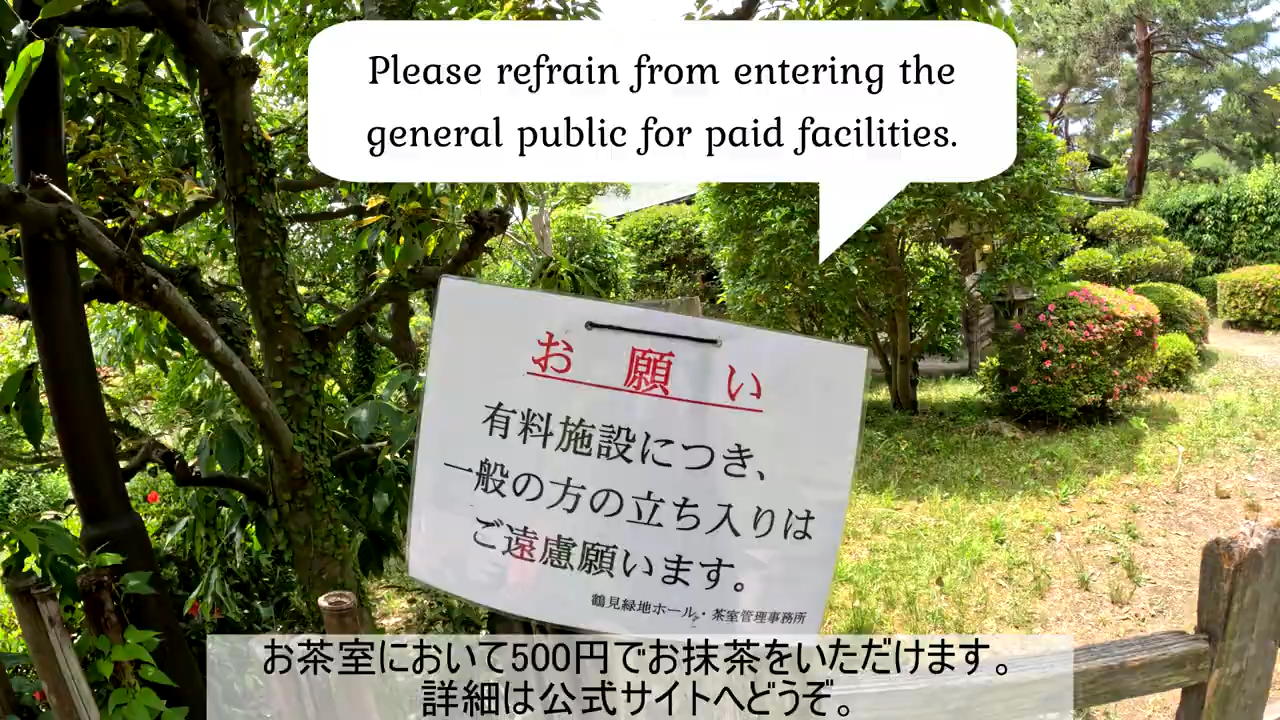 Please refrain from entering the
general public for paid facilities.
お願い
有料施設につき、
一般の方の立ち入りは
ご遠慮願います。
鶴見緑地ホール・茶室管理事務所
お茶室において500円でお抹茶をいただけます。
詳細は公式サイトへどうぞ。